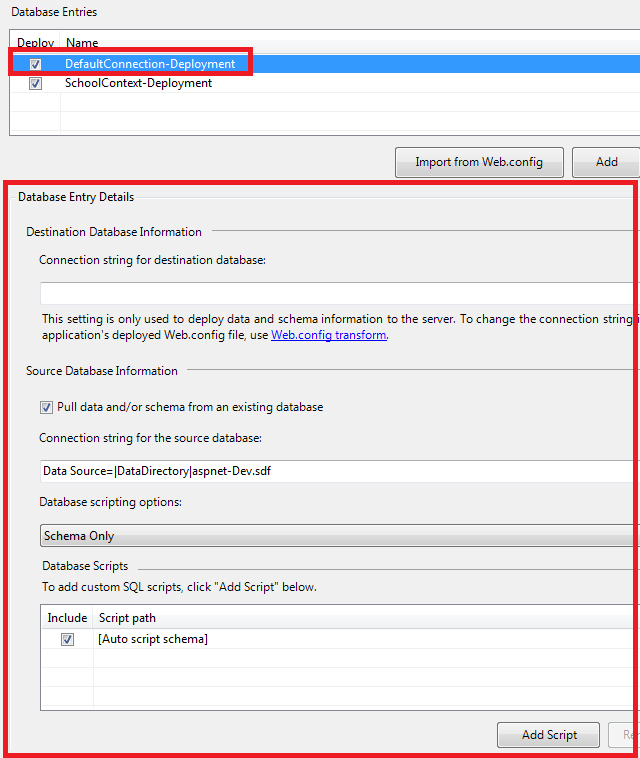 Database Entries
Deploy Name
DefaultConnection-Deployment
SchoolContext-Deployment
Import from Web.config Add
Database Entry Details
Destination Database Information
Connection string for destination database:
This setting is only used to deploy data and schema information to the server. To change the connection string
application's deployed Web.config file, use Web.config transform.
Source Database Information
Pull data and/or schema from an existing database
Connection string for the source database:
Data Source=|DataDirectory|aspnet-Dev.sdf
Database scripting options:
Schema Only
Database Scripts
To add custom SQL scripts, click "Add Script" below.
Include Script path
[Auto script schema]
Add Script